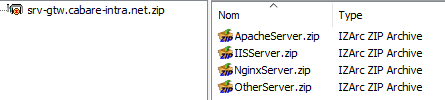 srv-gtw.cabare-intra.net.zip
Nom Type
ApacheServer.zip IZArc ZIP Archive
IISServer.zip IZArc ZIP Archive
NginxServer.zip IZArc ZIP Archive
OtherServer.zip IZArc ZIP Archive